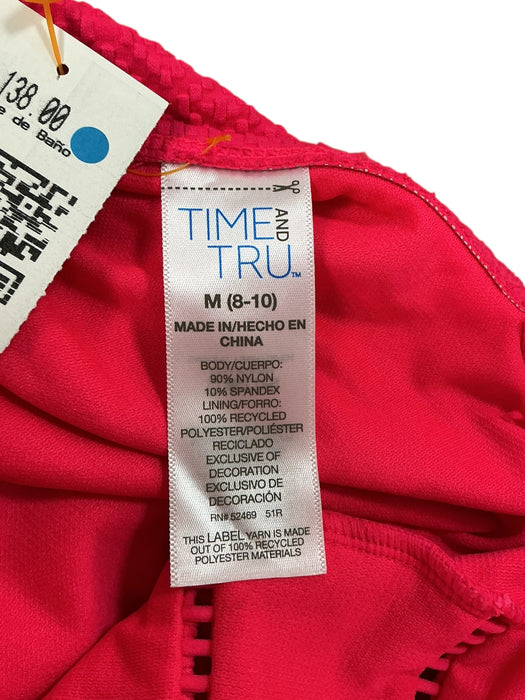 138.00
e de Baño
TIME AND
TRU™
M (8-10)
MADE IN/HECHO EN
CHINA
BODY/CUERPO:
90% NYLON
10% SPANDEX
LINING/FORRO:
100% RECYCLED
POLYESTER/POLIÉSTER
RECICLADO
EXCLUSIVE OF
DECORATION
EXCLUSIVO DE
DECORACIÓN
RN#:52469 51R
THIS LABEL YARN IS MADE
OUT OF 100% RECYCLED
POLYESTER MATERIALS